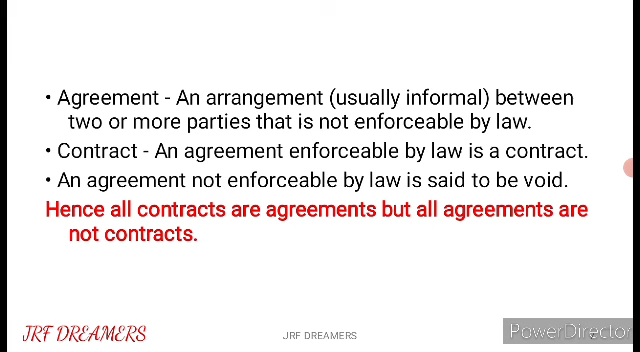 • Agreement - An arrangement (usually informal) between
two or more parties that is not enforceable by law.
• Contract - An agreement enforceable by law is a contract.
• An agreement not enforceable by law is said to be void.
Hence all contracts are agreements but all agreements are
not contracts.
JRF DREAMERS JRF DREAMERS PowerDirector